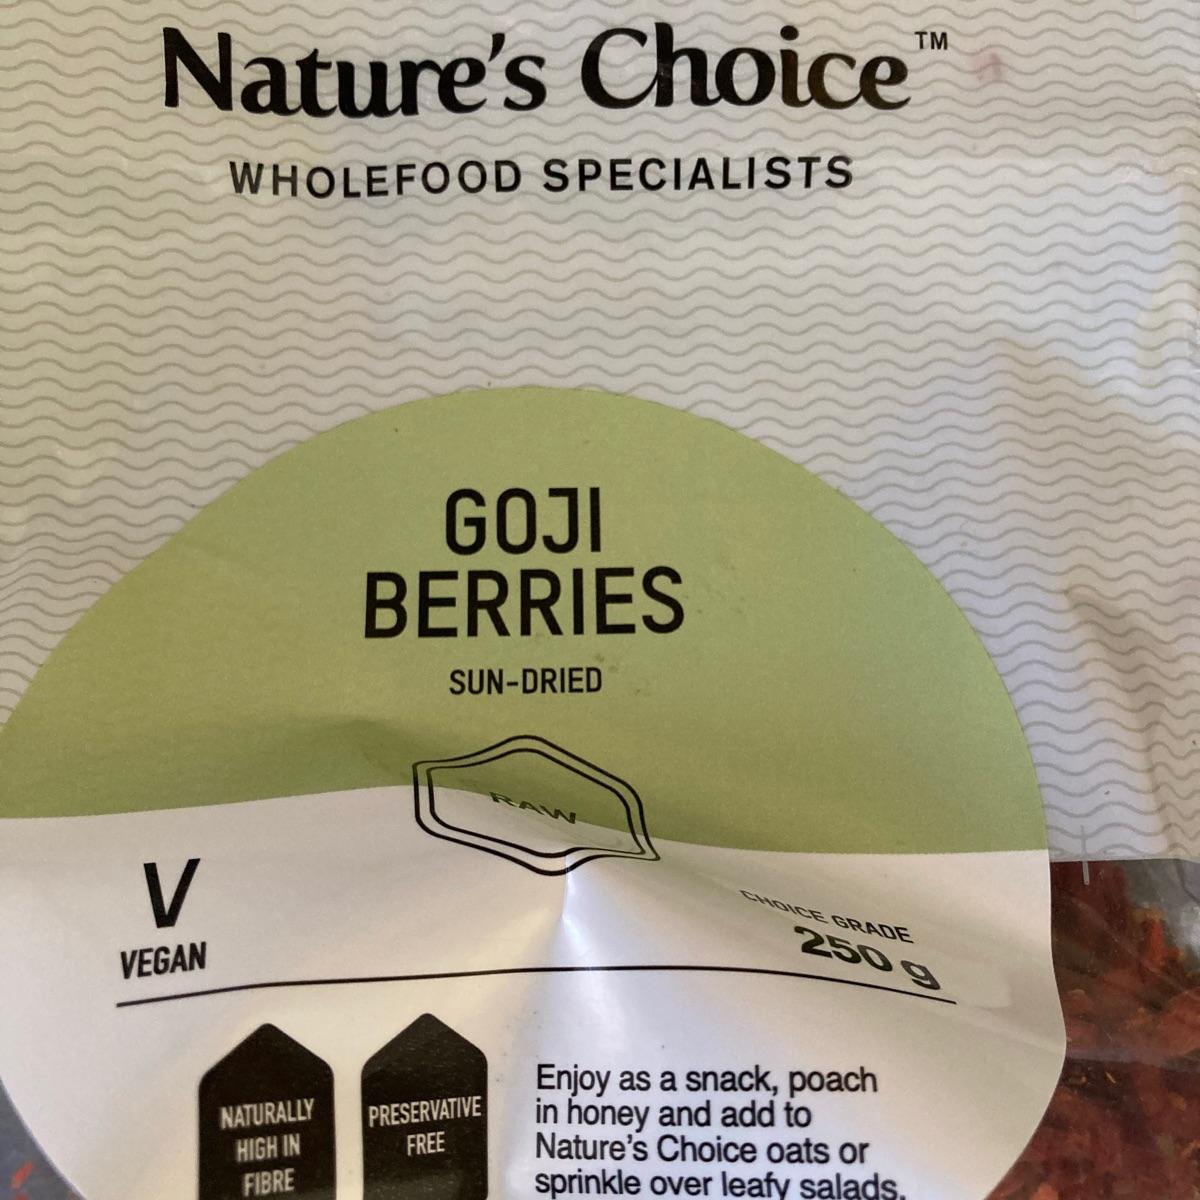 Nature's Choice™
WHOLEFOOD SPECIALISTS
GOJI
BERRIES
SUN-DRIED
RAW
V
VEGAN
CHOICE GRADE
250 g
NATURALLY
HIGH IN
FIBRE
PRESERVATIVE
FREE
Enjoy as a snack, poach
in honey and add to
Nature's Choice oats or
sprinkle over leafy salads.